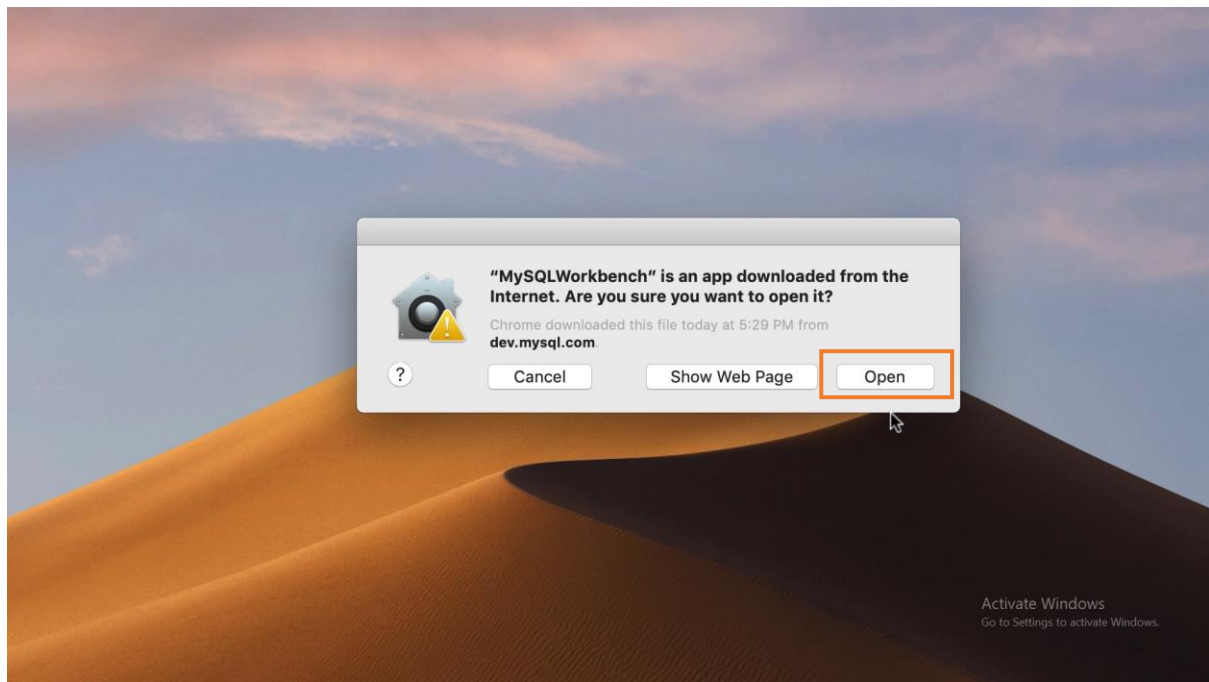 “MySQLWorkbench” is an app downloaded from the
Internet. Are you sure you want to open it?
Chrome downloaded this file today at 5:29 PM from
dev.mysql.com.
?
Cancel
Show Web Page
Open
Activate Windows
Go to Settings to activate Windows.